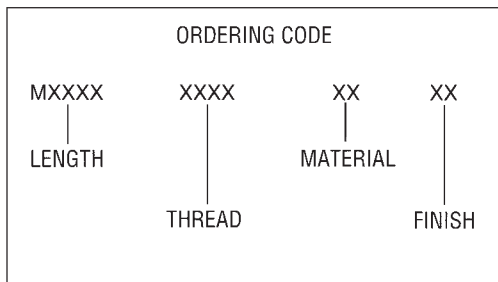 ORDERING CODE
MXXXX XXXX XX XX
LENGTH MATERIAL
THREAD FINISH